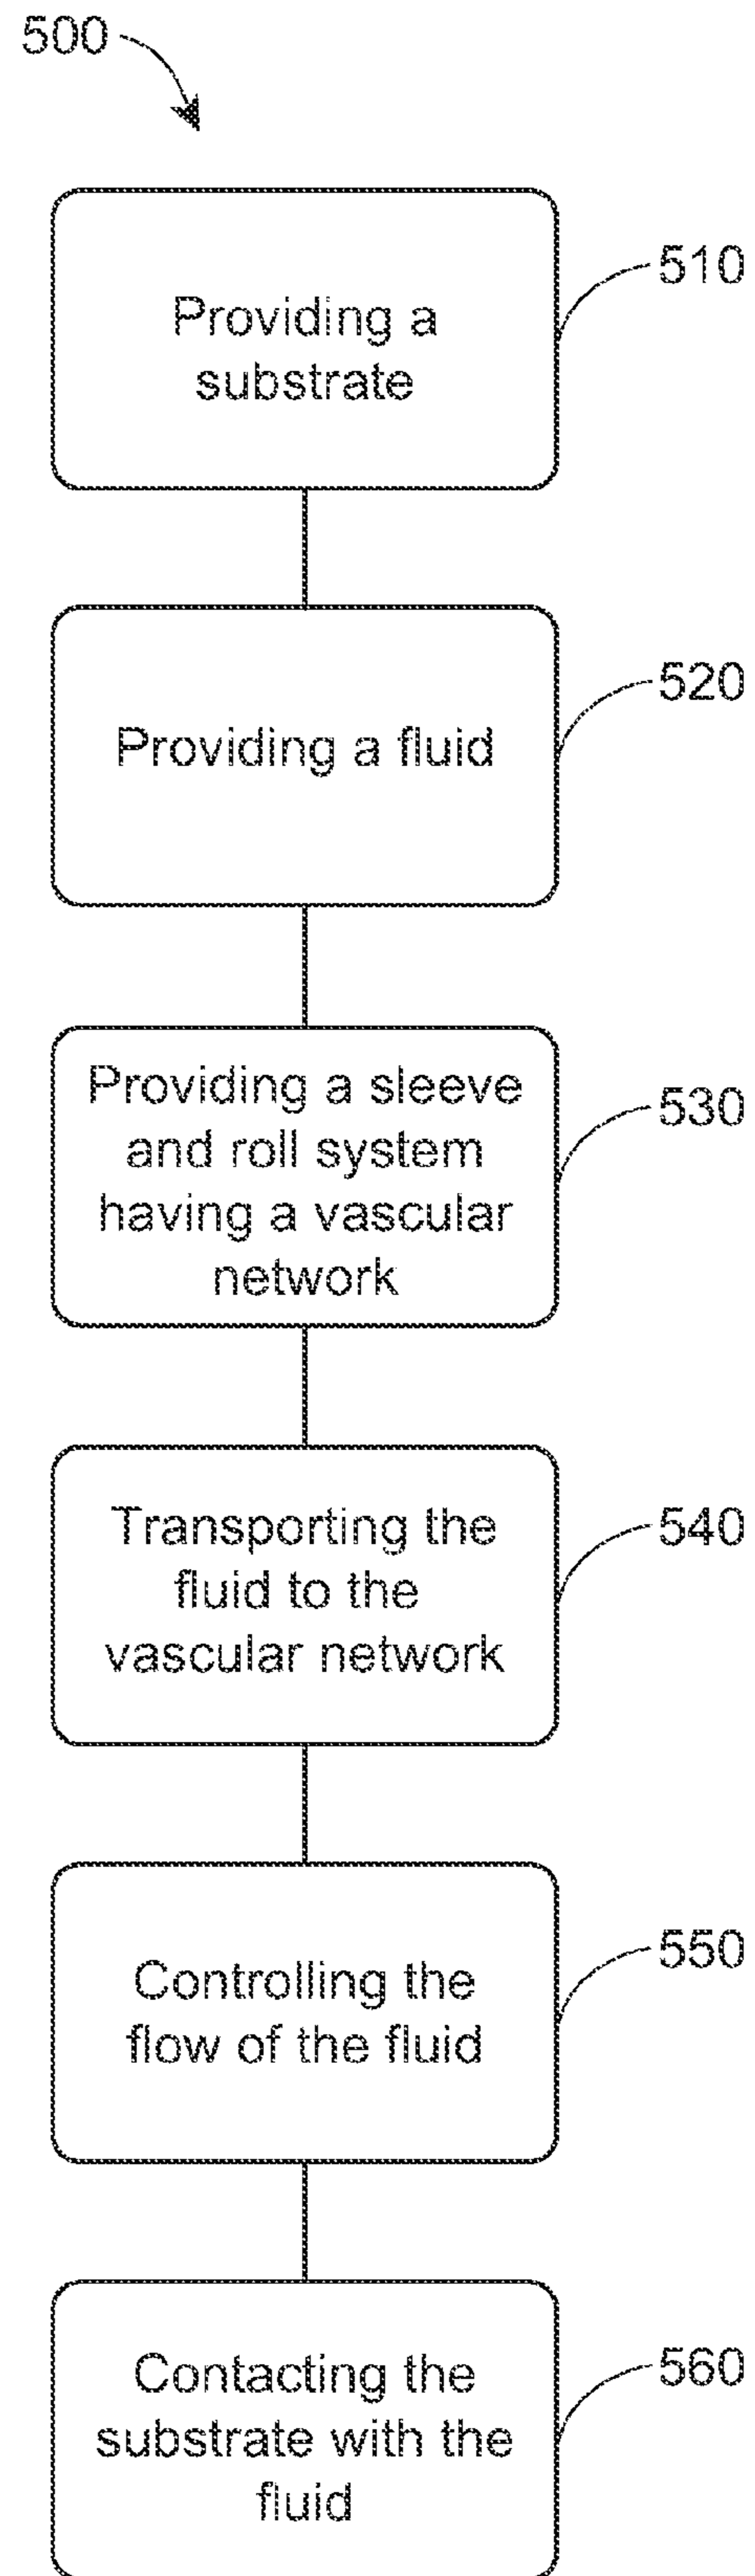 500
510
Providing a
substrate
520
Providing a fluid
530
Providing a sleeve
and roll system
having a vascular
network
540
Transporting the
fluid to the
vascular network
550
Controlling the
flow of the fluid
560
Contacting the
substrate with the
fluid